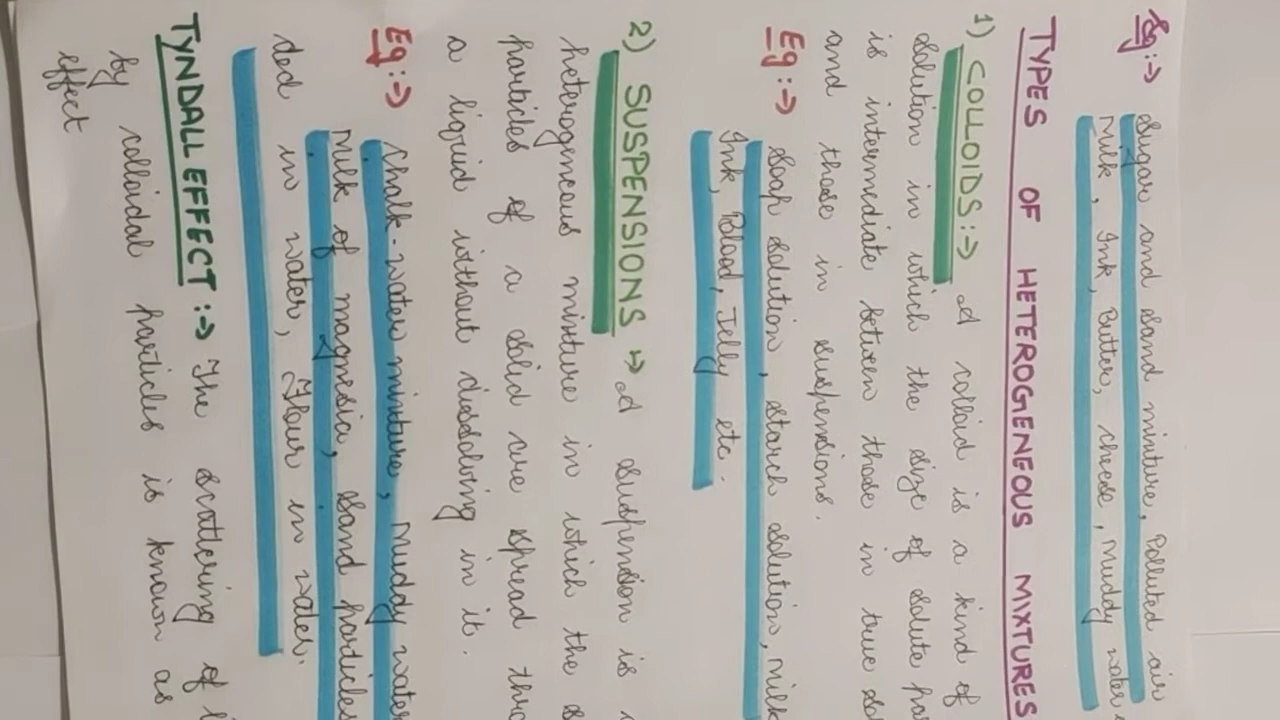 Eg:→ Sugar and sand mixture, Polluted air
Milk, Ink, Butter, cheese, Muddy water
TYPES OF HETEROGENEOUS MIXTURES
1) COLLOIDS:→ A colloid is a kind of
solution in which the size of solute
is intermediate between those in true
and those in suspensions.
Eg:→ Soap solution, starch solution, Milk
Ink, Blood, Jelly etc.
2) SUSPENSIONS → A suspension is
heterogeneous mixture in which the
particles of a solid are spread
a liquid without dissolving in it.
Eg:→ Chalk-water mixture, Muddy water
Milk of magnesia, Sand particles
ded in water, Flour in water.
TYNDALL EFFECT:→ The scattering of
by colloidal particles is known as
effect